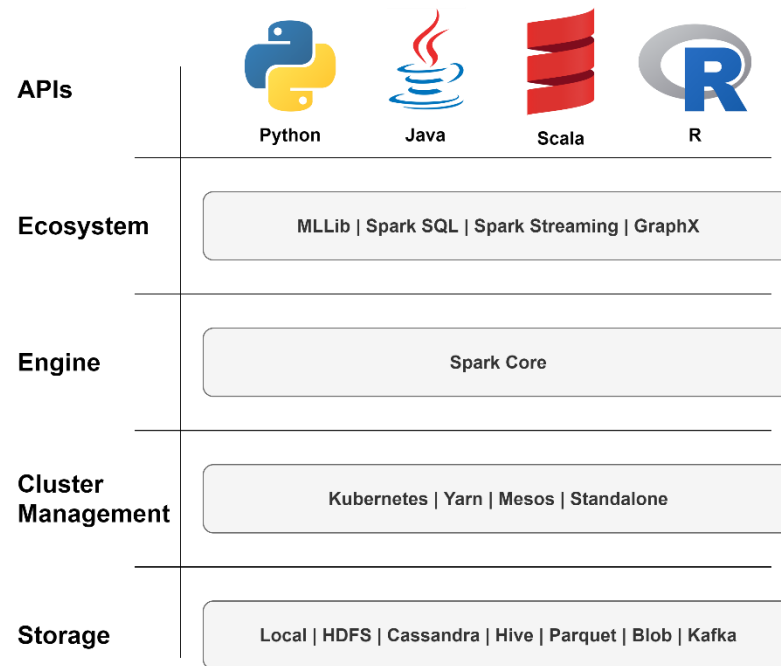 APIs
Python
Java
Scala
R
Ecosystem
MLLib | Spark SQL | Spark Streaming | GraphX
Engine
Spark Core
Cluster
Management
Kubernetes | Yarn | Mesos | Standalone
Storage
Local | HDFS | Cassandra | Hive | Parquet | Blob | Kafka